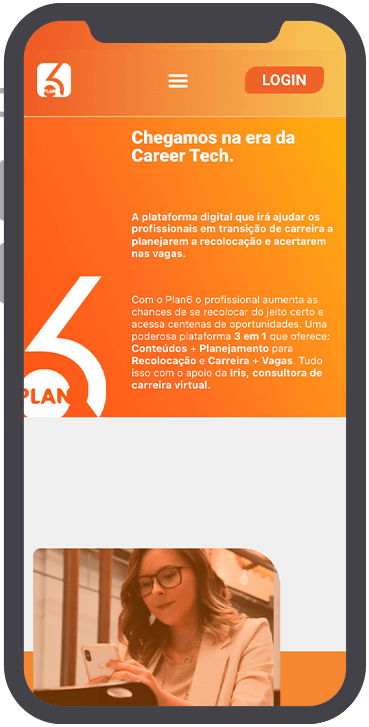 PLAN
6
LOGIN
Chegamos na era da
Career Tech.
A plataforma digital que irá ajudar os
profissionais em transição de carreira a
planejarem a recolocação e acertarem
nas vagas.
Com o Plan6 o profissional aumenta as
chances de se recolocar do jeito certo e
acessa centenas de oportunidades. Uma
poderosa plataforma 3 em 1 que oferece:
Conteúdos + Planejamento para
Recolocação e Carreira + Vagas. Tudo
isso com o apoio da Iris, consultora de
carreira virtual.
6
PLAN